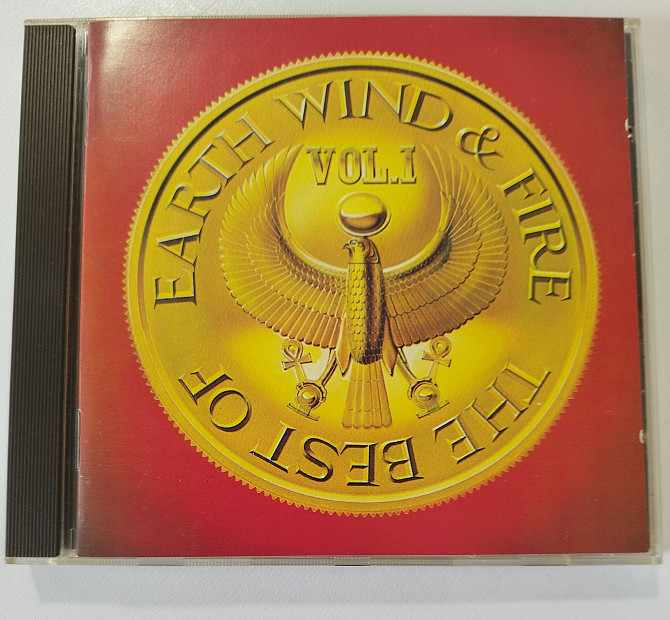 EARTH WIND & FIRE
VOL.I
THE BEST OF